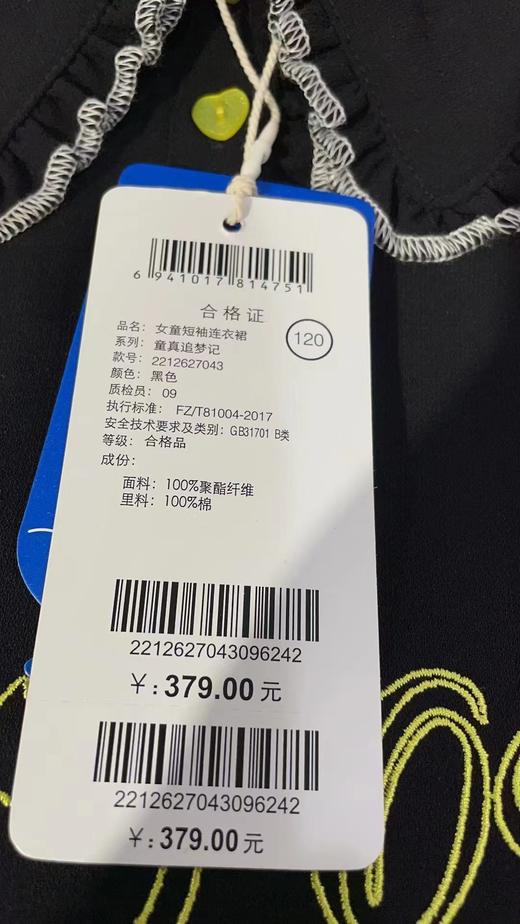 6 941017 814751
合格证
120
品名：女童短袖连衣裙
系列：童真追梦记
款号：2212627043
颜色：黑色
质检员：09
执行标准：FZ/T81004-2017
安全技术要求及类别：GB31701 B类
等级：合格品
成份：
面料：100%聚酯纤维
里料：100%棉
2212627043096242
￥:379.00元
2212627043096242
￥:379.00元